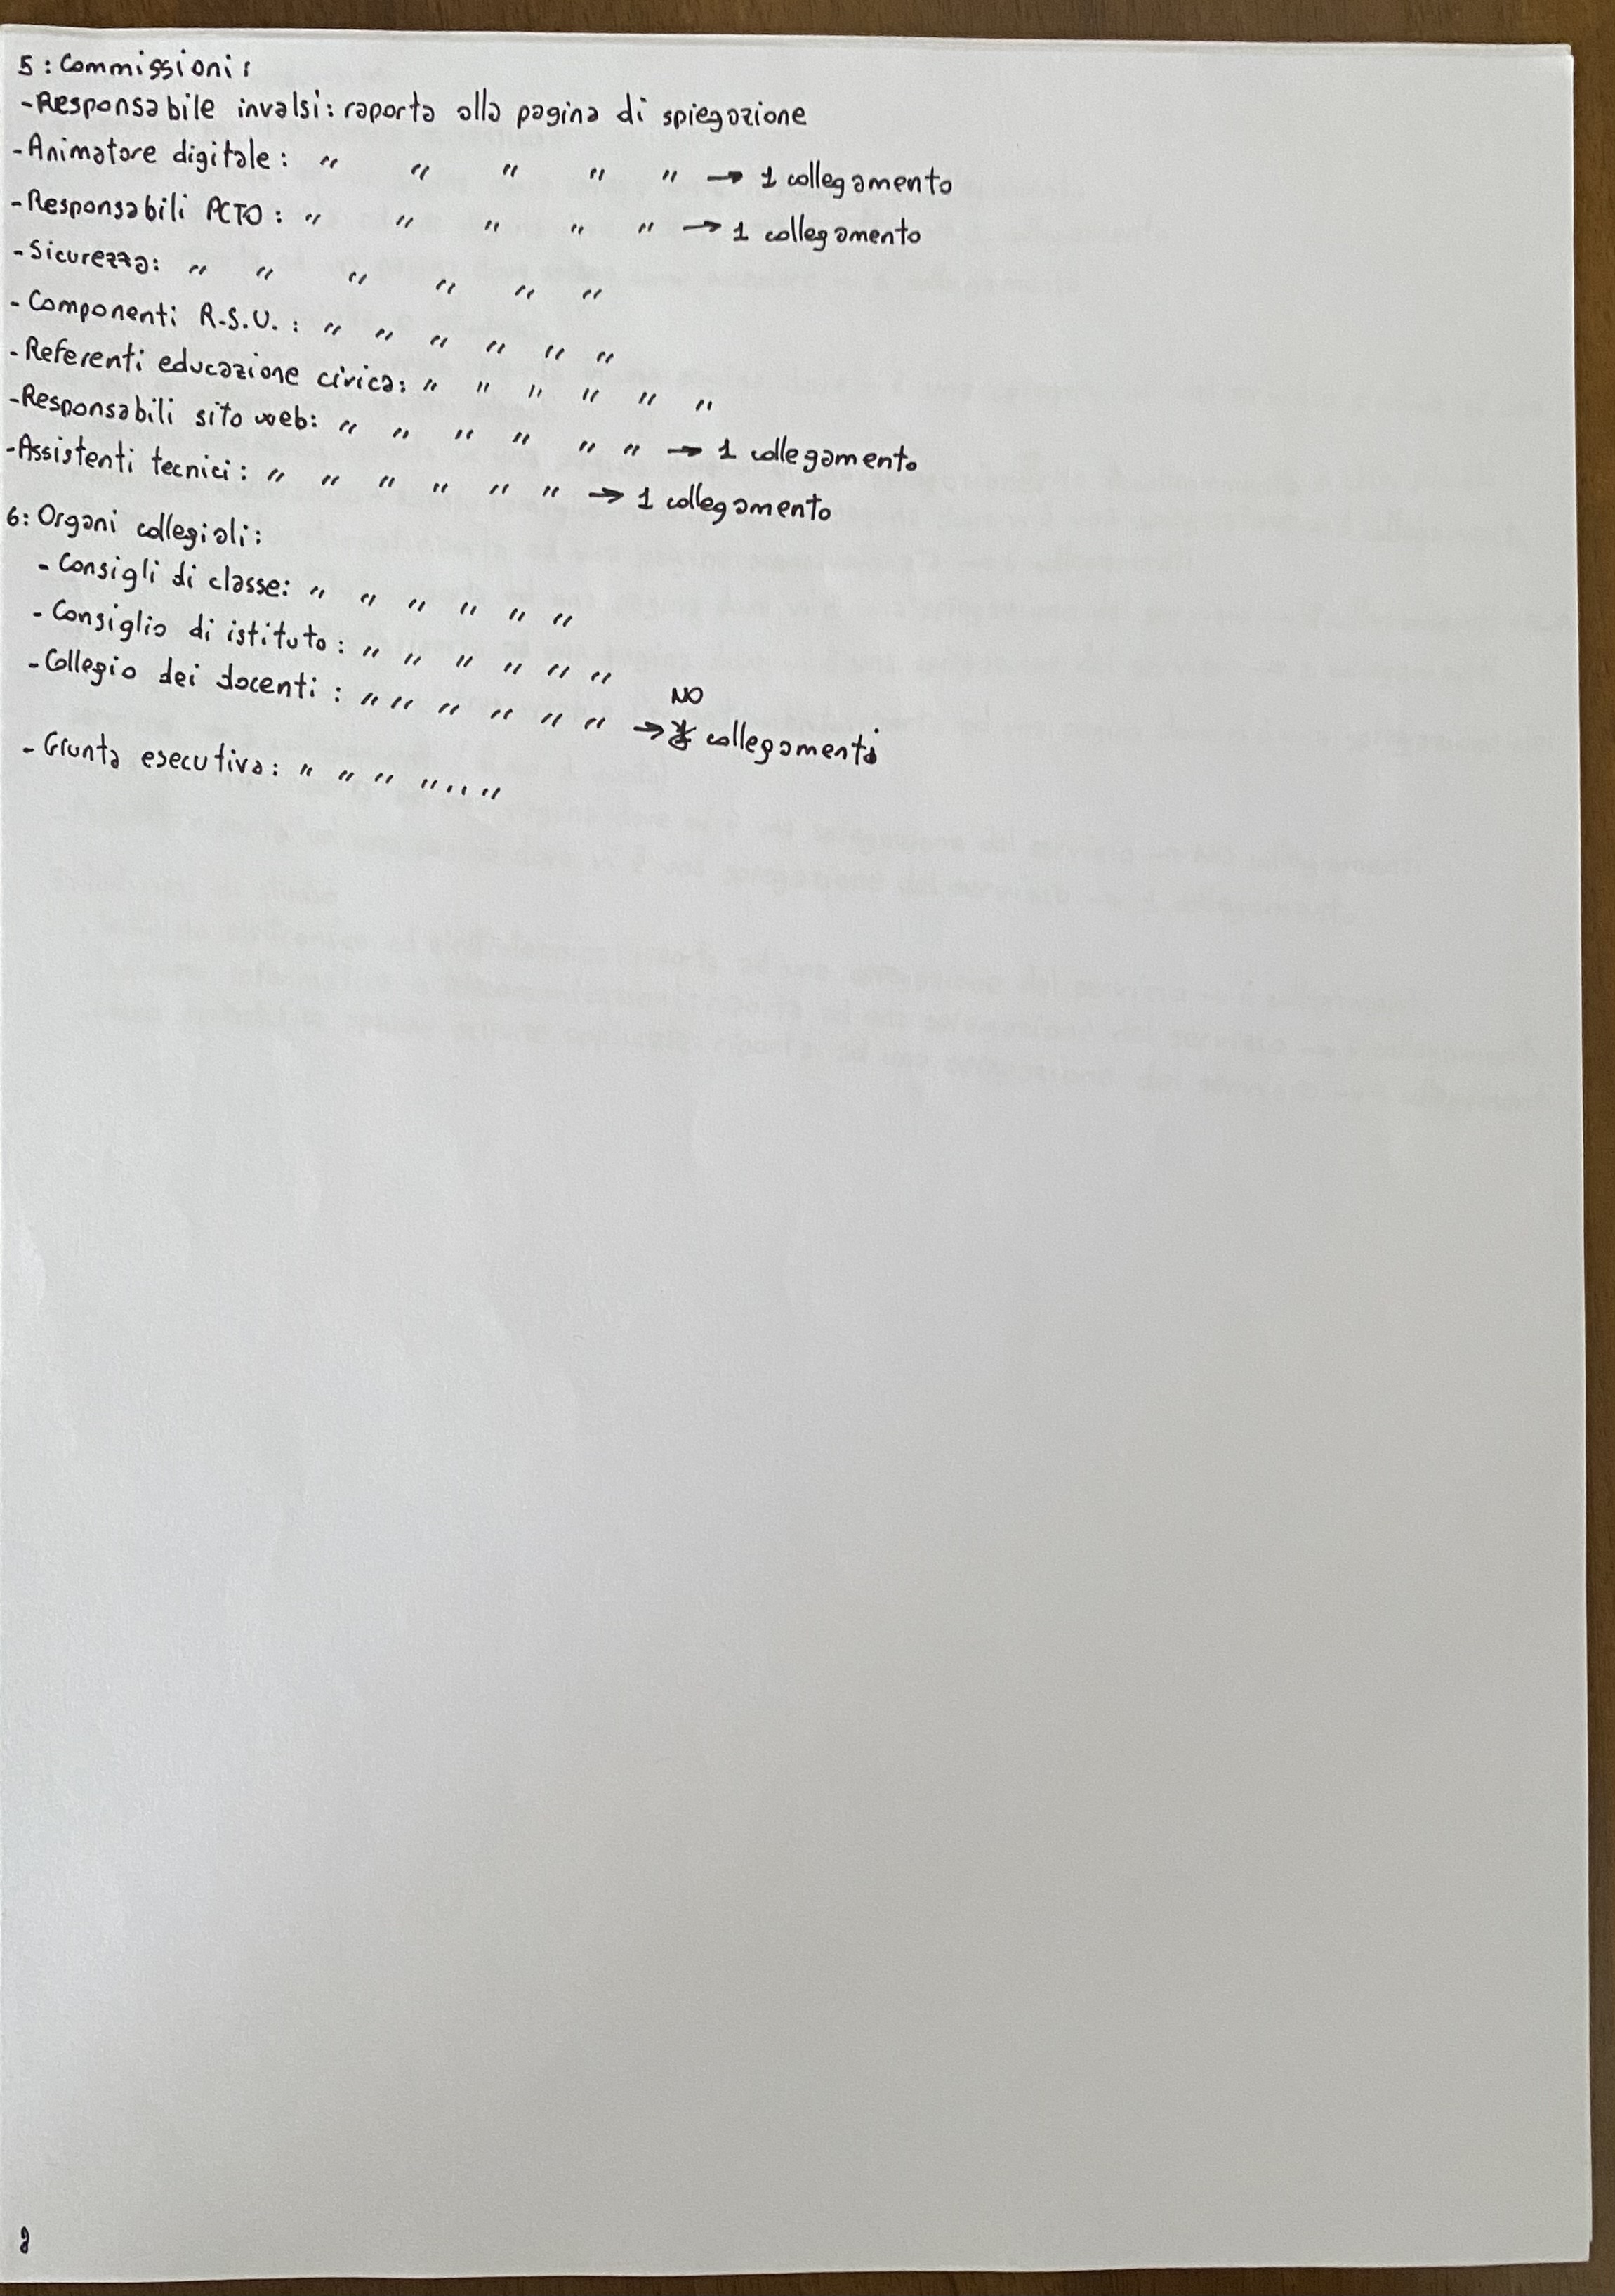 5: Commissioni:
-Responsabile invalsi: raporta alla pagina di spiegazione
-Animatore digitale: " " " " " → 1 collegamento
-Responsabili PCTO: " " " " " → 1 collegamento
-Sicurezza: " " " " " "
-Componenti R.S.U.: " " " " " "
-Referenti educazione civica: " " " " " "
-Responsabili sito web: " " " " " " → 1 collegamento
-Assistenti tecnici: " " " " " " → 1 collegamento
6: Organi collegiali:
-Consigli di classe: " " " " " "
-Consiglio di istituto: " " " " " "
-Collegio dei docenti: " " " " " " → NO collegamenti
-Giunta esecutiva: " " " " " "